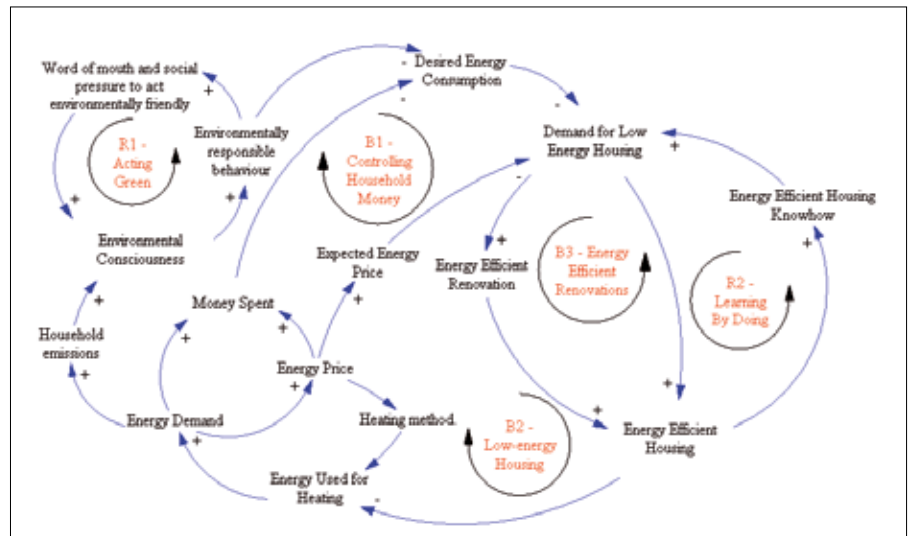 Word of mouth and social
pressure to act
environmentally friendly
Desired Energy
Consumption
Environmentally
responsible
behaviour
R1 -
Acting
Green
B1 -
Controlling
Household
Money
Demand for Low
Energy Housing
Energy Efficient Housing
Knowhow
Environmental
Consciousness
Expected Energy
Price
Energy Efficient
Renovation
B3 - Energy
Efficient
Renovations
R2 -
Learning
By Doing
Money Spent
Household
emissions
Energy Price
Energy Demand
Heating method
B2 -
Low-energy
Housing
Energy Efficient
Housing
Energy Used for
Heating